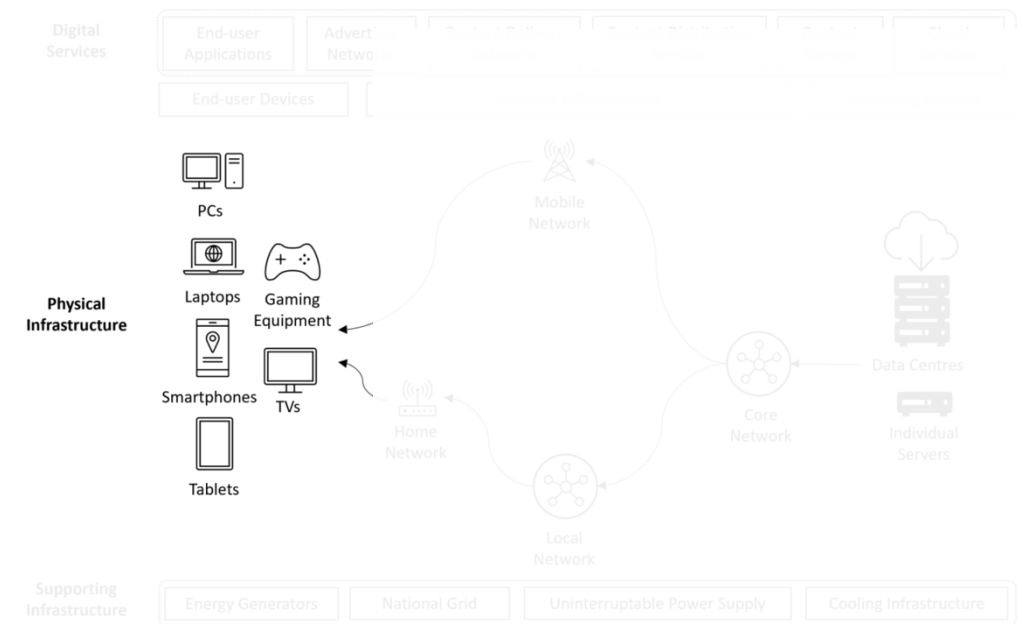 Digital
Services
End-user
Applications
Network
End-user Devices
PCs
Laptops
Gaming
Equipment
Physical
Infrastructure
Smartphones
TVs
Tablets
Mobile
Network
Home
Network
Local
Network
Core
Network
Data Centres
Individual
Servers
Supporting
Infrastructure
Energy Generators
National Grid
Uninterruptable Power Supply
Cooling Infrastructure